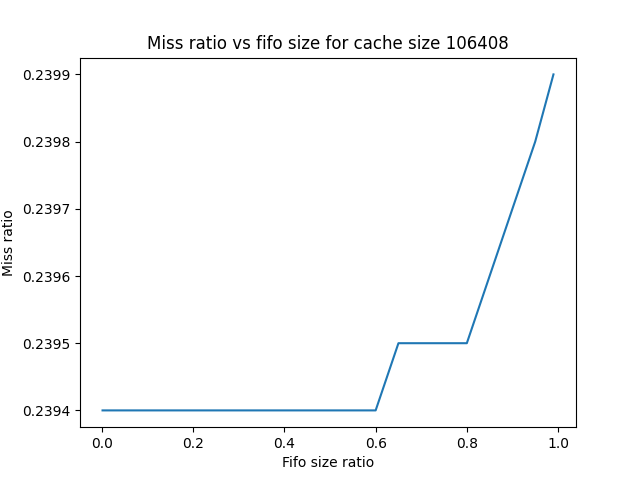 Miss ratio vs fifo size for cache size 106408
0.2399
0.2398
0.2397
0.2396
0.2395
0.2394
Miss ratio
0.0 0.2 0.4 0.6 0.8 1.0
Fifo size ratio